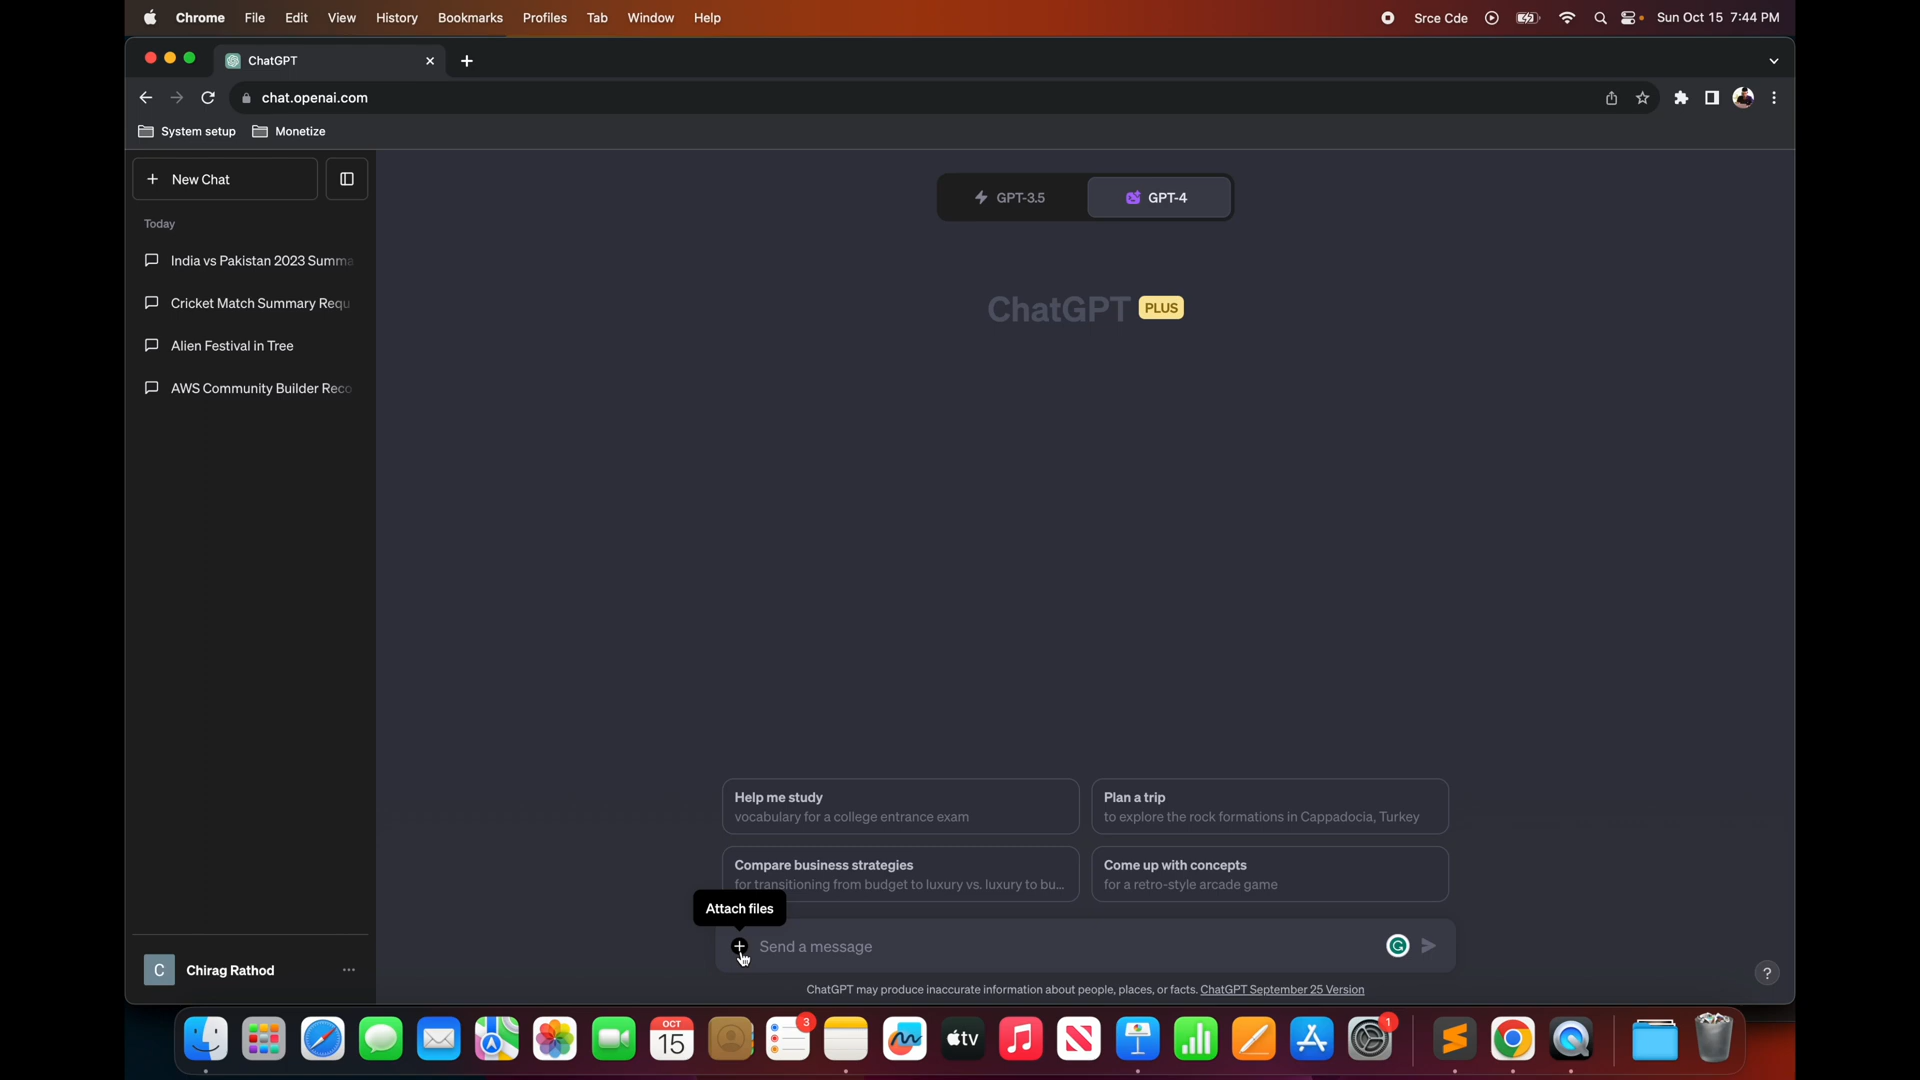 Chrome File Edit View History Bookmarks Profiles Tab Window Help Srce Cde Sun Oct 15 7:44 PM
ChatGPT
chat.openai.com
System setup Monetize
New Chat
GPT-3.5 GPT-4
Today
India vs Pakistan 2023 Summa
Cricket Match Summary Requ
ChatGPT PLUS
Alien Festival in Tree
AWS Community Builder Reco
Help me study
vocabulary for a college entrance exam
Plan a trip
to explore the rock formations in Cappadocia, Turkey
Compare business strategies
for transitioning from budget to luxury vs. luxury to bu...
Come up with concepts
for a retro-style arcade game
Attach files
Send a message
C Chirag Rathod
ChatGPT may produce inaccurate information about people, places, or facts. ChatGPT September 25 Version
?
OCT
15
3
tv
1